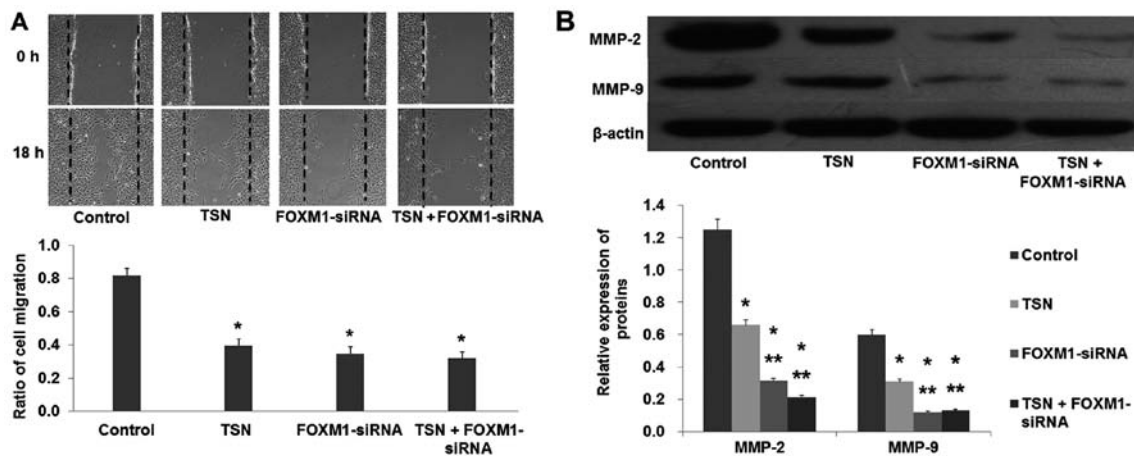 A
0 h
18 h
Control
TSN
FOXM1-siRNA
TSN + FOXM1-siRNA
Ratio of cell migration
1.0
0.8
0.6
0.4
0.2
0.0
*
*
*
Control
TSN
FOXM1-siRNA
TSN + FOXM1-
siRNA
B
MMP-2
MMP-9
β-actin
Control
TSN
FOXM1-siRNA
TSN +
FOXM1-siRNA
Relative expression of
proteins
1.4
1.2
1.0
0.8
0.6
0.4
0.2
0.0
*
*
**
*
**
*
*
**
*
**
MMP-2
MMP-9
Control
TSN
FOXM1-siRNA
TSN + FOXM1-
siRNA